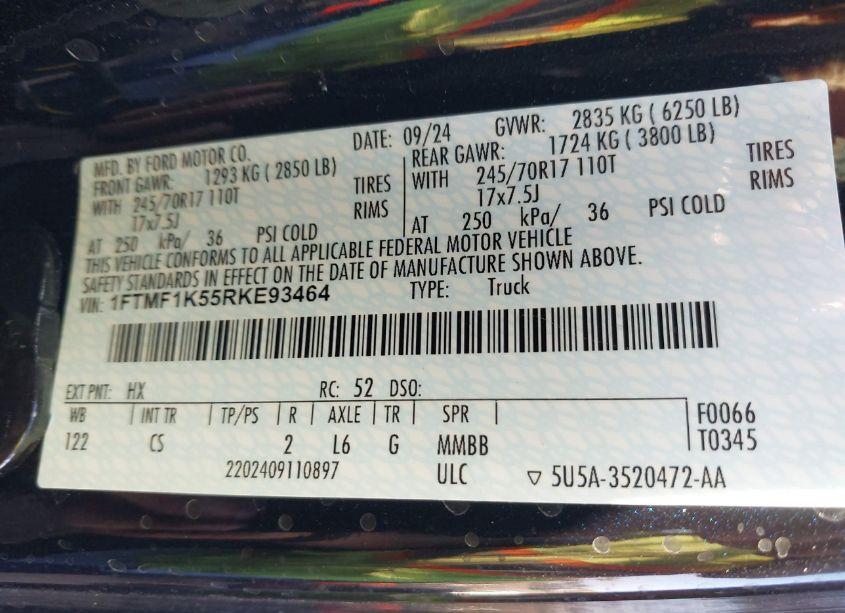 MFD. BY FORD MOTOR CO. DATE: 09/24 GVWR: 2835 KG ( 6250 LB)
FRONT GAWR: 1293 KG ( 2850 LB) REAR GAWR: 1724 KG ( 3800 LB)
WITH 245/70R17 110T TIRES WITH 245/70R17 110T TIRES
17x7.5J RIMS 17x7.5J RIMS
AT 250 kPa/ 36 PSI COLD AT 250 kPa/ 36 PSI COLD
THIS VEHICLE CONFORMS TO ALL APPLICABLE FEDERAL MOTOR VEHICLE
SAFETY STANDARDS IN EFFECT ON THE DATE OF MANUFACTURE SHOWN ABOVE.
VIN: 1FTMF1K55RKE93464 TYPE: Truck
EXT PNT: HX RC: 52 DSO:
WB INT TR TP/PS R AXLE TR SPR F0066
122 CS 2 L6 G MMBB T0345
2202409110897 ULC ▽ 5U5A-3520472-AA